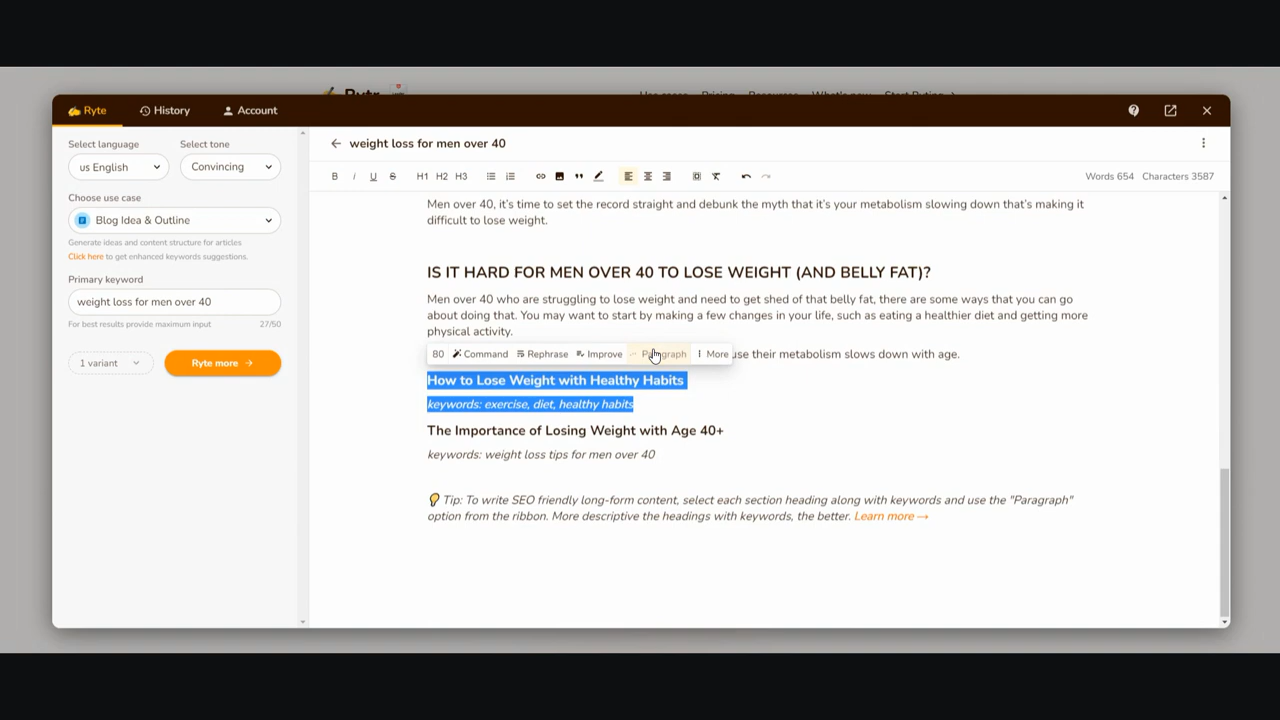 Rytr
Use cases Pricing Resources What's new Start Ryting
Ryte History Account
Select language Select tone
us English Convincing
Choose use case
Blog Idea & Outline
Generate ideas and content structure for articles
Click here to get enhanced keywords suggestions.
Primary keyword
weight loss for men over 40
For best results provide maximum input 27/50
1 variant Ryte more →
← weight loss for men over 40
B I U S H1 H2 H3 Words 654 Characters 3587
Men over 40, it's time to set the record straight and debunk the myth that it's your metabolism slowing down that's making it
difficult to lose weight.
IS IT HARD FOR MEN OVER 40 TO LOSE WEIGHT (AND BELLY FAT)?
Men over 40 who are struggling to lose weight and need to get shed of that belly fat, there are some ways that you can go
about doing that. You may want to start by making a few changes in your life, such as eating a healthier diet and getting more
physical activity.
80 Command Rephrase Improve Paragraph More use their metabolism slows down with age.
How to Lose Weight with Healthy Habits
keywords: exercise, diet, healthy habits
The Importance of Losing Weight with Age 40+
keywords: weight loss tips for men over 40
💡 Tip: To write SEO friendly long-form content, select each section heading along with keywords and use the "Paragraph"
option from the ribbon. More descriptive the headings with keywords, the better. Learn more →